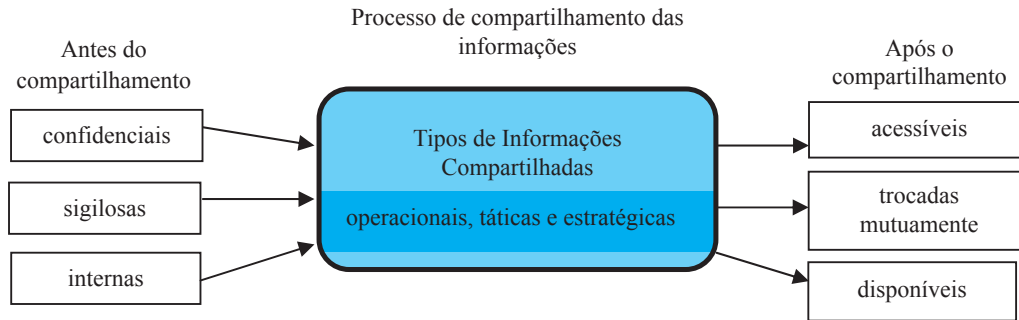 Processo de compartilhamento das
informações
Antes do
compartilhamento
confidenciais
sigilosas
internas
Tipos de Informações
Compartilhadas
operacionais, táticas e estratégicas
Após o
compartilhamento
acessíveis
trocadas
mutuamente
disponíveis